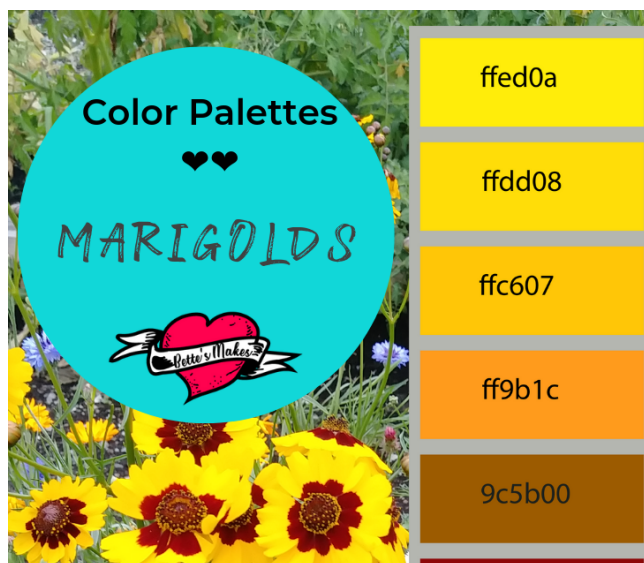 Color Palettes
MARIGOLDS
Bette's Makes
ffed0a
ffdd08
ffc607
ff9b1c
9c5b00